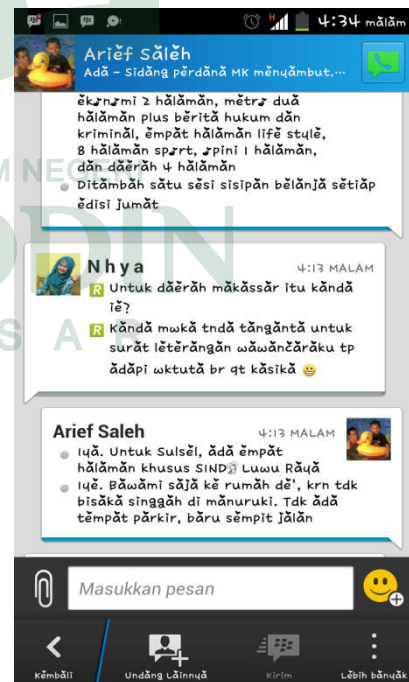 4:34 malam
Arief Saleh
Ada – Sidang perdana MK menyambut....
ekonomi 2 halaman, metro dua
halaman plus berita hukum dan
kriminal, empat halaman life style,
8 halaman sport, opini 1 halaman,
dan daerah 4 halaman
Ditambah satu sesi sisipan belanja setiap
edisi jumat
M NEGERI
Nhya
4:13 MALAM
R Untuk daerah makassar itu kanda
ie?
R Kanda mwka tnda tanganta untuk
surat leterangan wawancaraku tp
adapi wktuta br qt kasika 😀
S A R
Arief Saleh
4:13 MALAM
Iya. Untuk Sulsel, ada empat
halaman khusus SINDO Luwu Raya
Iye. Bawami saja ke rumah de', krn tdk
bisaka singgah di manuruki. Tdk ada
tempat parkir, baru sempit jalan
Masukkan pesan
Kembali
Undang Lainnya
Kirim
Lebih banyak